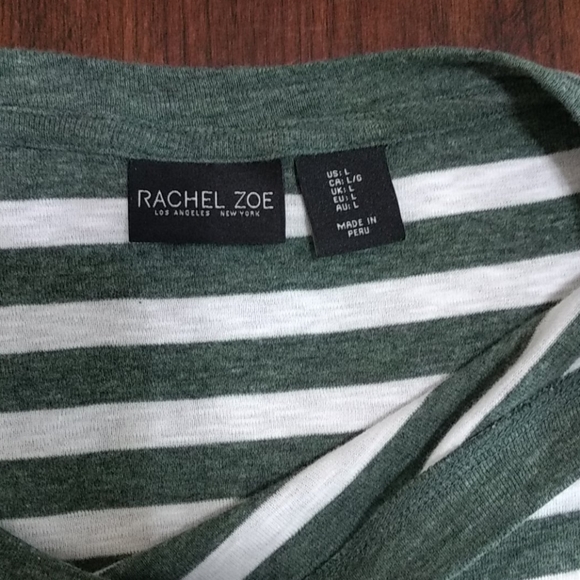 RACHEL ZOE
LOS ANGELES NEW YORK
US: L
CA: L/G
UK: L
EU: L
AU: L
MADE IN
PERU